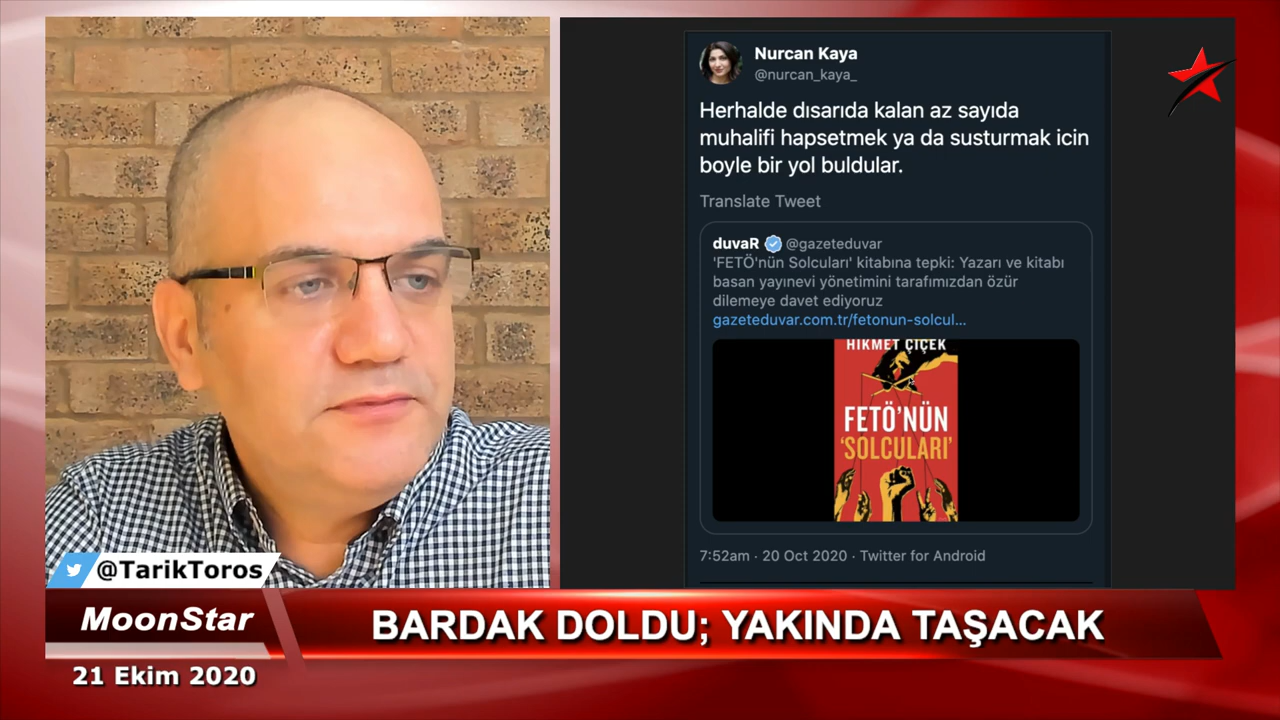 Nurcan Kaya
@nurcan_kaya_
Herhalde dısarıda kalan az sayıda
muhalifi hapsetmek ya da susturmak icin
boyle bir yol buldular.
Translate Tweet
duvaR @gazeteduvar
'FETÖ'nün Solcuları' kitabına tepki: Yazarı ve kitabı
basan yayınevi yönetimini tarafımızdan özür
dilemeye davet ediyoruz
gazeteduvar.com.tr/fetonun-solcul...
HİKMET ÇİÇEK
FETÖ'NÜN
'SOLCULARI'
7:52am · 20 Oct 2020 · Twitter for Android
@TarikToros
MoonStar
BARDAK DOLDU; YAKINDA TAŞACAK
21 Ekim 2020